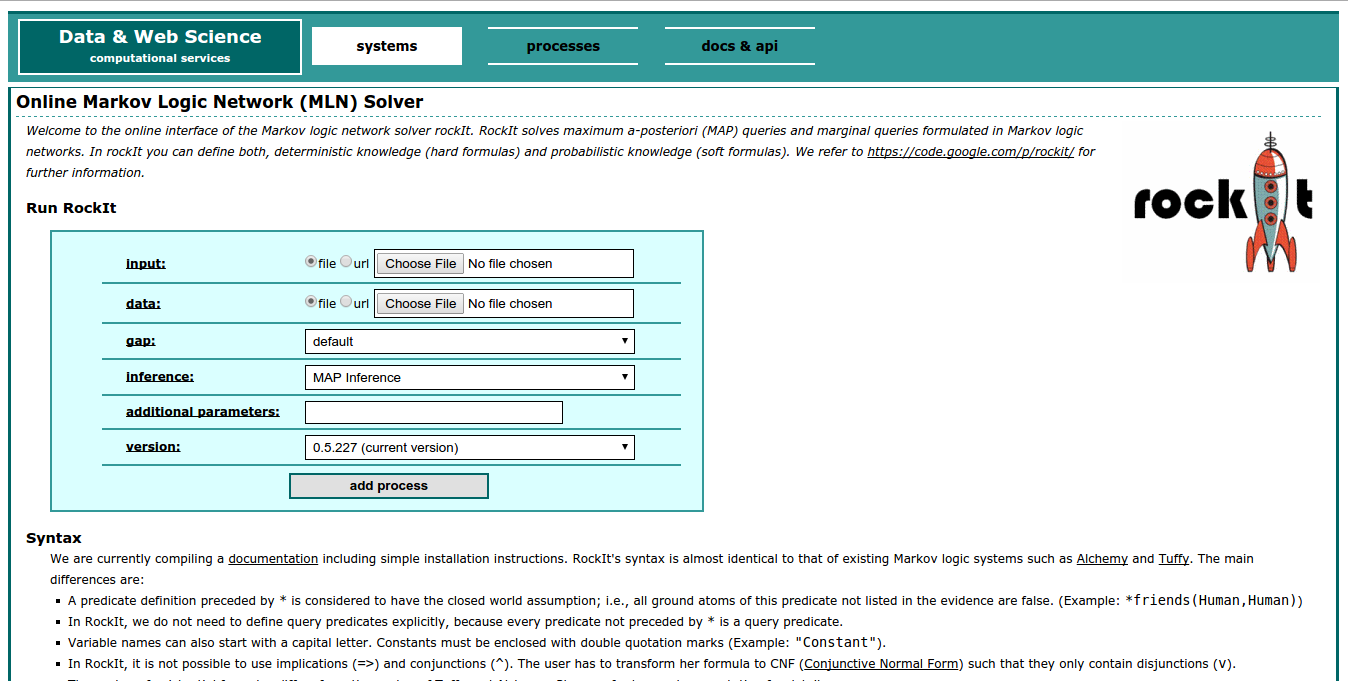 Data & Web Science
computational services
systems
processes
docs & api
Online Markov Logic Network (MLN) Solver
Welcome to the online interface of the Markov logic network solver rockIt. RockIt solves maximum a-posteriori (MAP) queries and marginal queries formulated in Markov logic
networks. In rockIt you can define both, deterministic knowledge (hard formulas) and probabilistic knowledge (soft formulas). We refer to https://code.google.com/p/rockit/ for
further information.
rock t
Run RockIt
input: file url Choose File No file chosen
data: file url Choose File No file chosen
gap: default
inference: MAP Inference
additional parameters:
version: 0.5.227 (current version)
add process
Syntax
We are currently compiling a documentation including simple installation instructions. RockIt's syntax is almost identical to that of existing Markov logic systems such as Alchemy and Tuffy. The main
differences are:
▪ A predicate definition preceded by * is considered to have the closed world assumption; i.e., all ground atoms of this predicate not listed in the evidence are false. (Example: *friends(Human,Human))
▪ In RockIt, we do not need to define query predicates explicitly, because every predicate not preceded by * is a query predicate.
▪ Variable names can also start with a capital letter. Constants must be enclosed with double quotation marks (Example: "Constant").
▪ In RockIt, it is not possible to use implications (=>) and conjunctions (^). The user has to transform her formula to CNF (Conjunctive Normal Form) such that they only contain disjunctions (v).